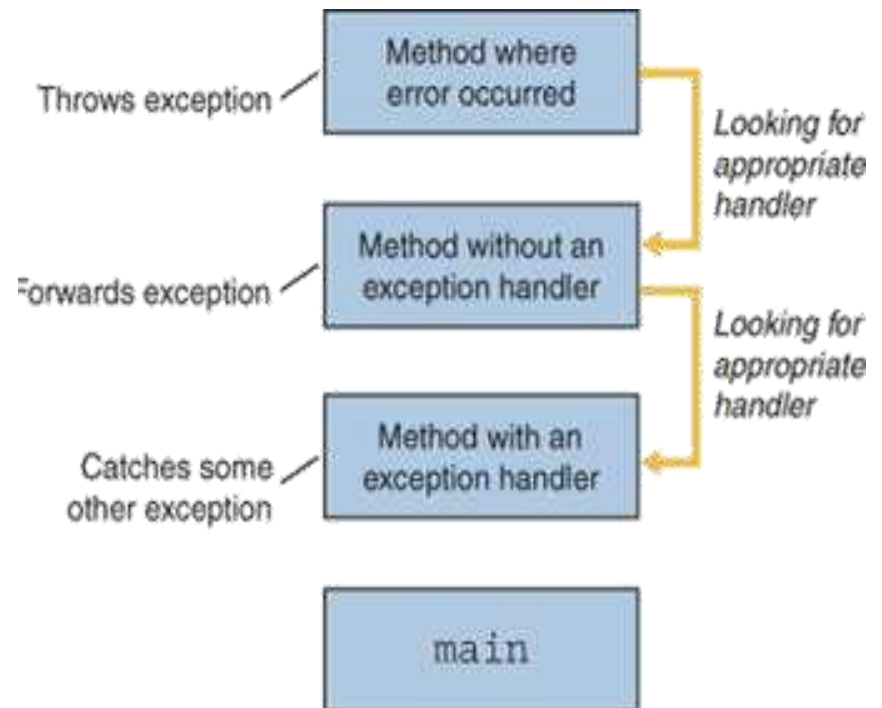 Method where
error occurred
Throws exception
Looking for
appropriate
handler
Method without an
exception handler
Forwards exception
Looking for
appropriate
handler
Method with an
exception handler
Catches some
other exception
main